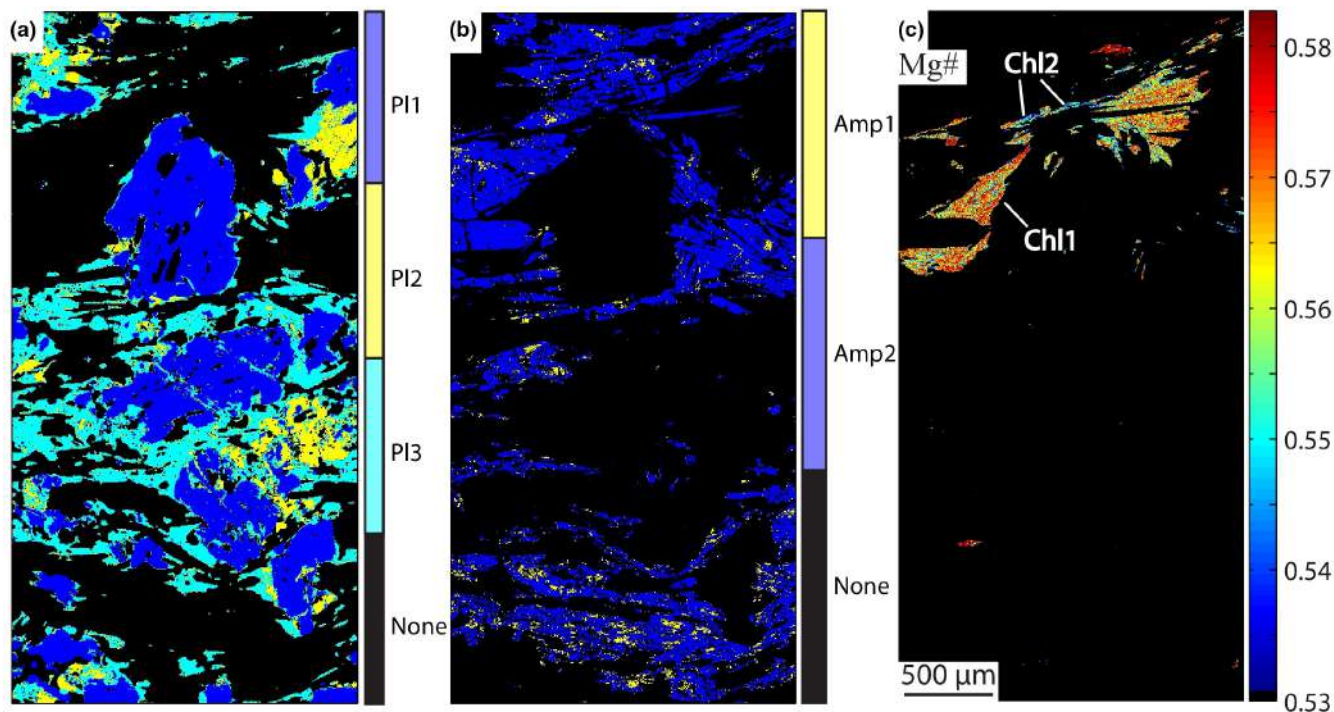 (a)
Pl1
Pl2
Pl3
None
(b)
Amp1
Amp2
None
(c)
Mg#
Chl2
Chl1
500 μm
0.58
0.57
0.56
0.55
0.54
0.53